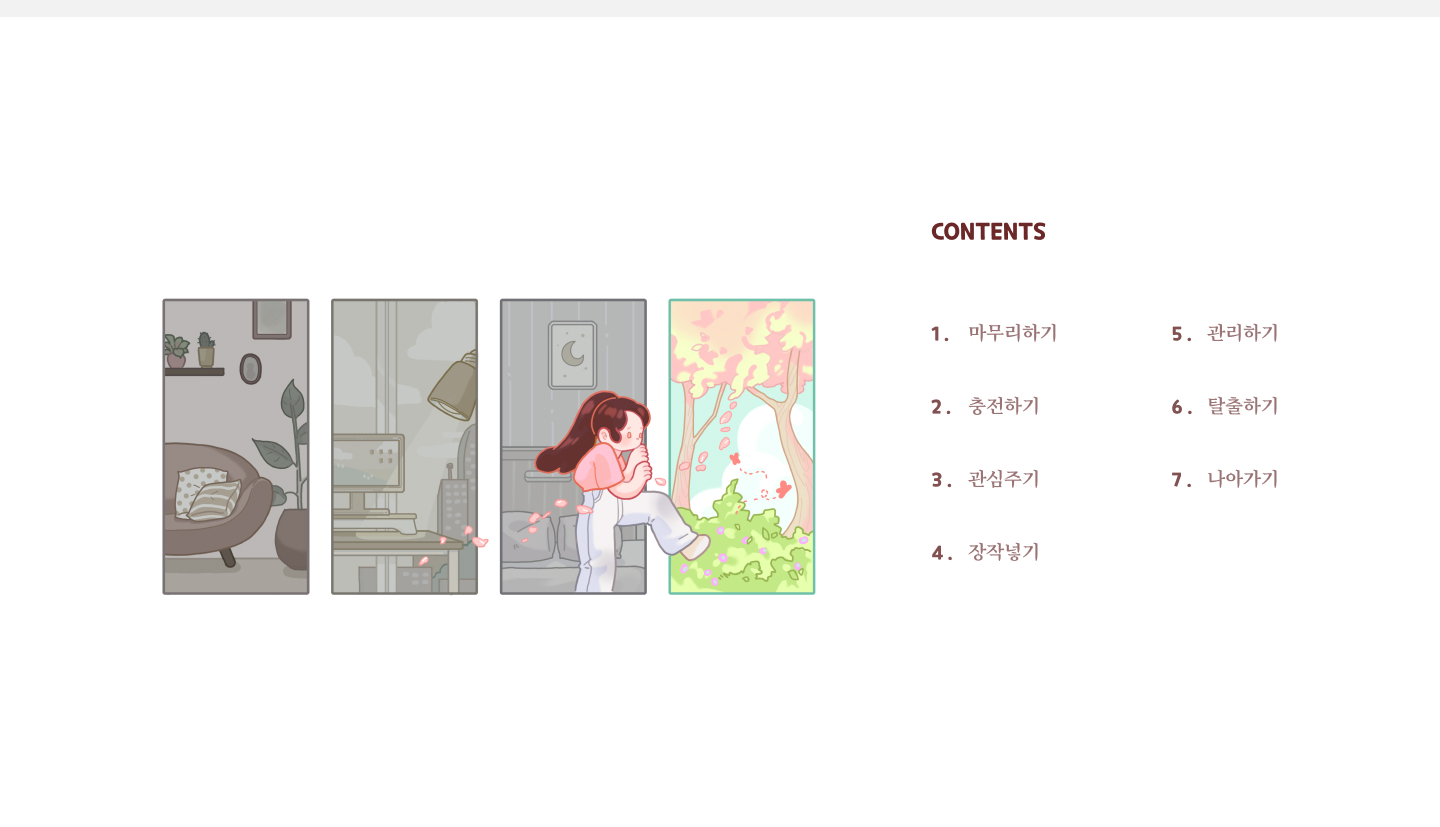 CONTENTS
1. 마무리하기
2. 충전하기
3. 관심주기
4. 장작넣기
5. 관리하기
6. 탈출하기
7. 나아가기